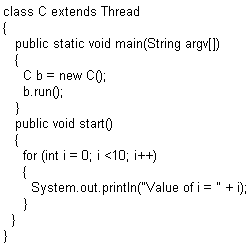 class C extends Thread
{
public static void main(String argv[])
{
C b = new C();
b.run();
}
public void start()
{
for (int i = 0; i <10; i++)
{
System.out.println("Value of i = " + i);
}
}
}